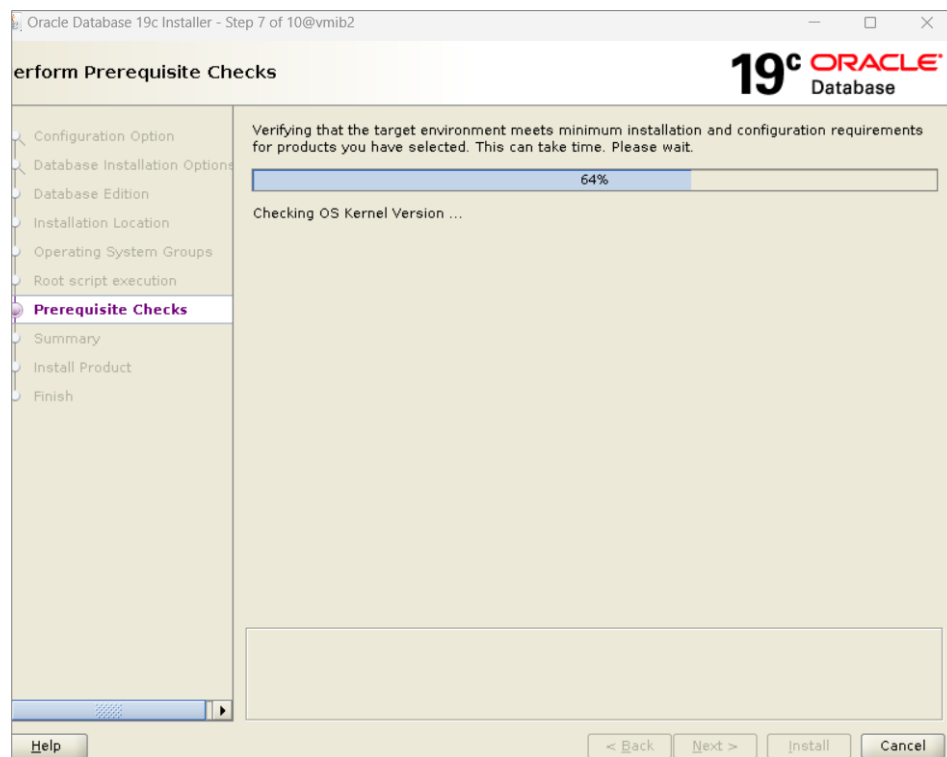 Oracle Database 19c Installer - Step 7 of 10@vmib2
erform Prerequisite Checks
19c ORACLE
Database
Configuration Option
Database Installation Options
Database Edition
Installation Location
Operating System Groups
Root script execution
Prerequisite Checks
Summary
Install Product
Finish
Verifying that the target environment meets minimum installation and configuration requirements
for products you have selected. This can take time. Please wait.
64%
Checking OS Kernel Version ...
Help
< Back
Next >
Install
Cancel